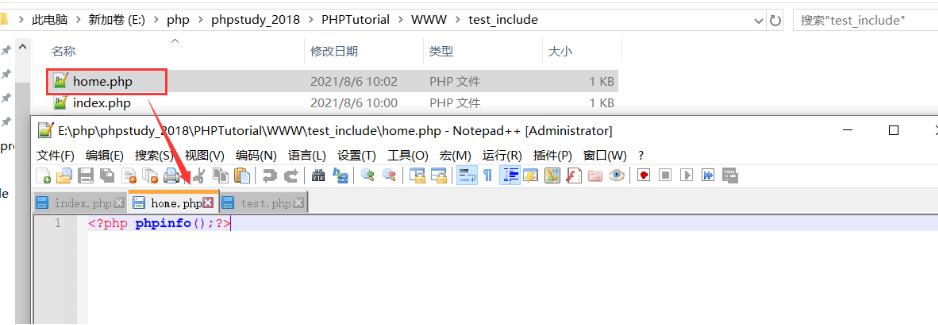 此电脑 › 新加卷 (E:) › php › phpstudy_2018 › PHPTutorial › WWW › test_include
搜索"test_include"
名称 修改日期 类型 大小
home.php 2021/8/6 10:02 PHP 文件 1 KB
index.php 2021/8/6 10:00 PHP 文件 1 KB
E:\php\phpstudy_2018\PHPTutorial\WWW\test_include\home.php - Notepad++ [Administrator]
文件(F) 编辑(E) 搜索(S) 视图(V) 编码(N) 语言(L) 设置(T) 工具(O) 宏(M) 运行(R) 插件(P) 窗口(W) ?
index.php home.php test.php
1 <?php phpinfo();?>